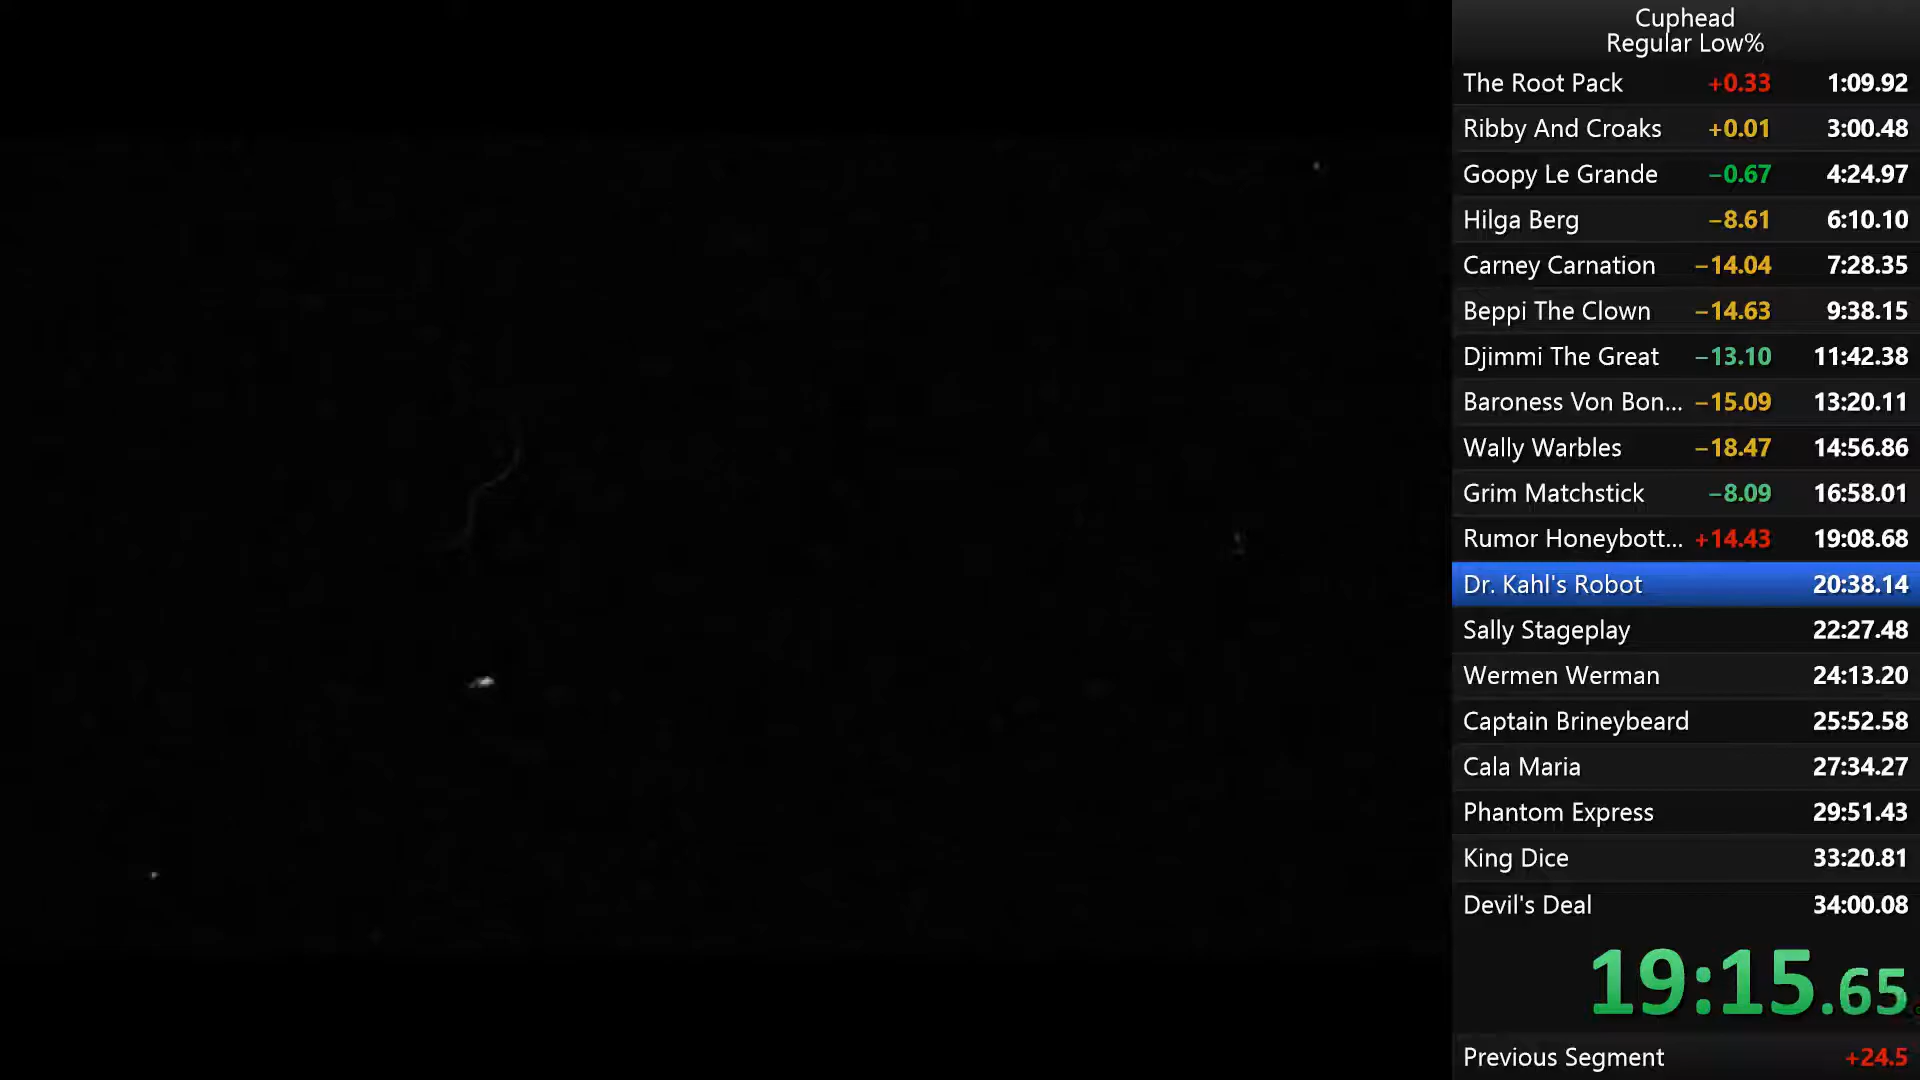 Cuphead
Regular Low%
The Root Pack +0.33 1:09.92
Ribby And Croaks +0.01 3:00.48
Goopy Le Grande −0.67 4:24.97
Hilga Berg −8.61 6:10.10
Carney Carnation −14.04 7:28.35
Beppi The Clown −14.63 9:38.15
Djimmi The Great −13.10 11:42.38
Baroness Von Bon... −15.09 13:20.11
Wally Warbles −18.47 14:56.86
Grim Matchstick −8.09 16:58.01
Rumor Honeybott... +14.43 19:08.68
Dr. Kahl's Robot 20:38.14
Sally Stageplay 22:27.48
Wermen Werman 24:13.20
Captain Brineybeard 25:52.58
Cala Maria 27:34.27
Phantom Express 29:51.43
King Dice 33:20.81
Devil's Deal 34:00.08
19:15.65
Previous Segment +24.5